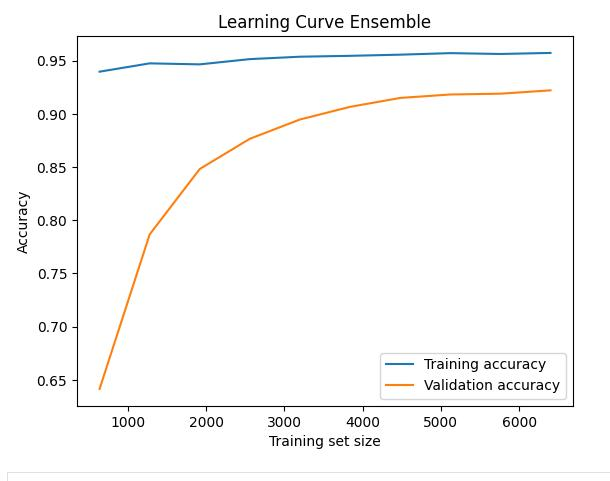 Learning Curve Ensemble
0.95
0.90
0.85
0.80
0.75
0.70
0.65
Accuracy
Training accuracy
Validation accuracy
1000 2000 3000 4000 5000 6000
Training set size